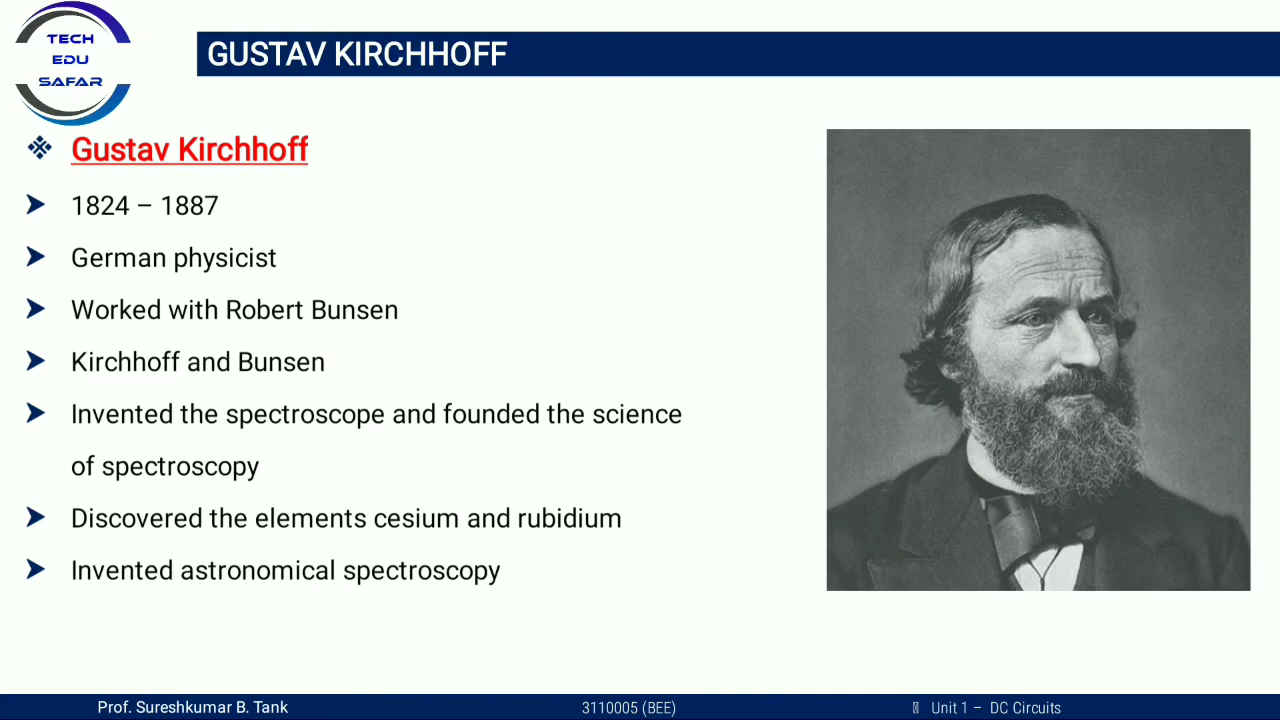 TECH
EDU
SAFAR
GUSTAV KIRCHHOFF
Gustav Kirchhoff
1824 – 1887
German physicist
Worked with Robert Bunsen
Kirchhoff and Bunsen
Invented the spectroscope and founded the science
of spectroscopy
Discovered the elements cesium and rubidium
Invented astronomical spectroscopy
Prof. Sureshkumar B. Tank
3110005 (BEE)
Unit 1 – DC Circuits